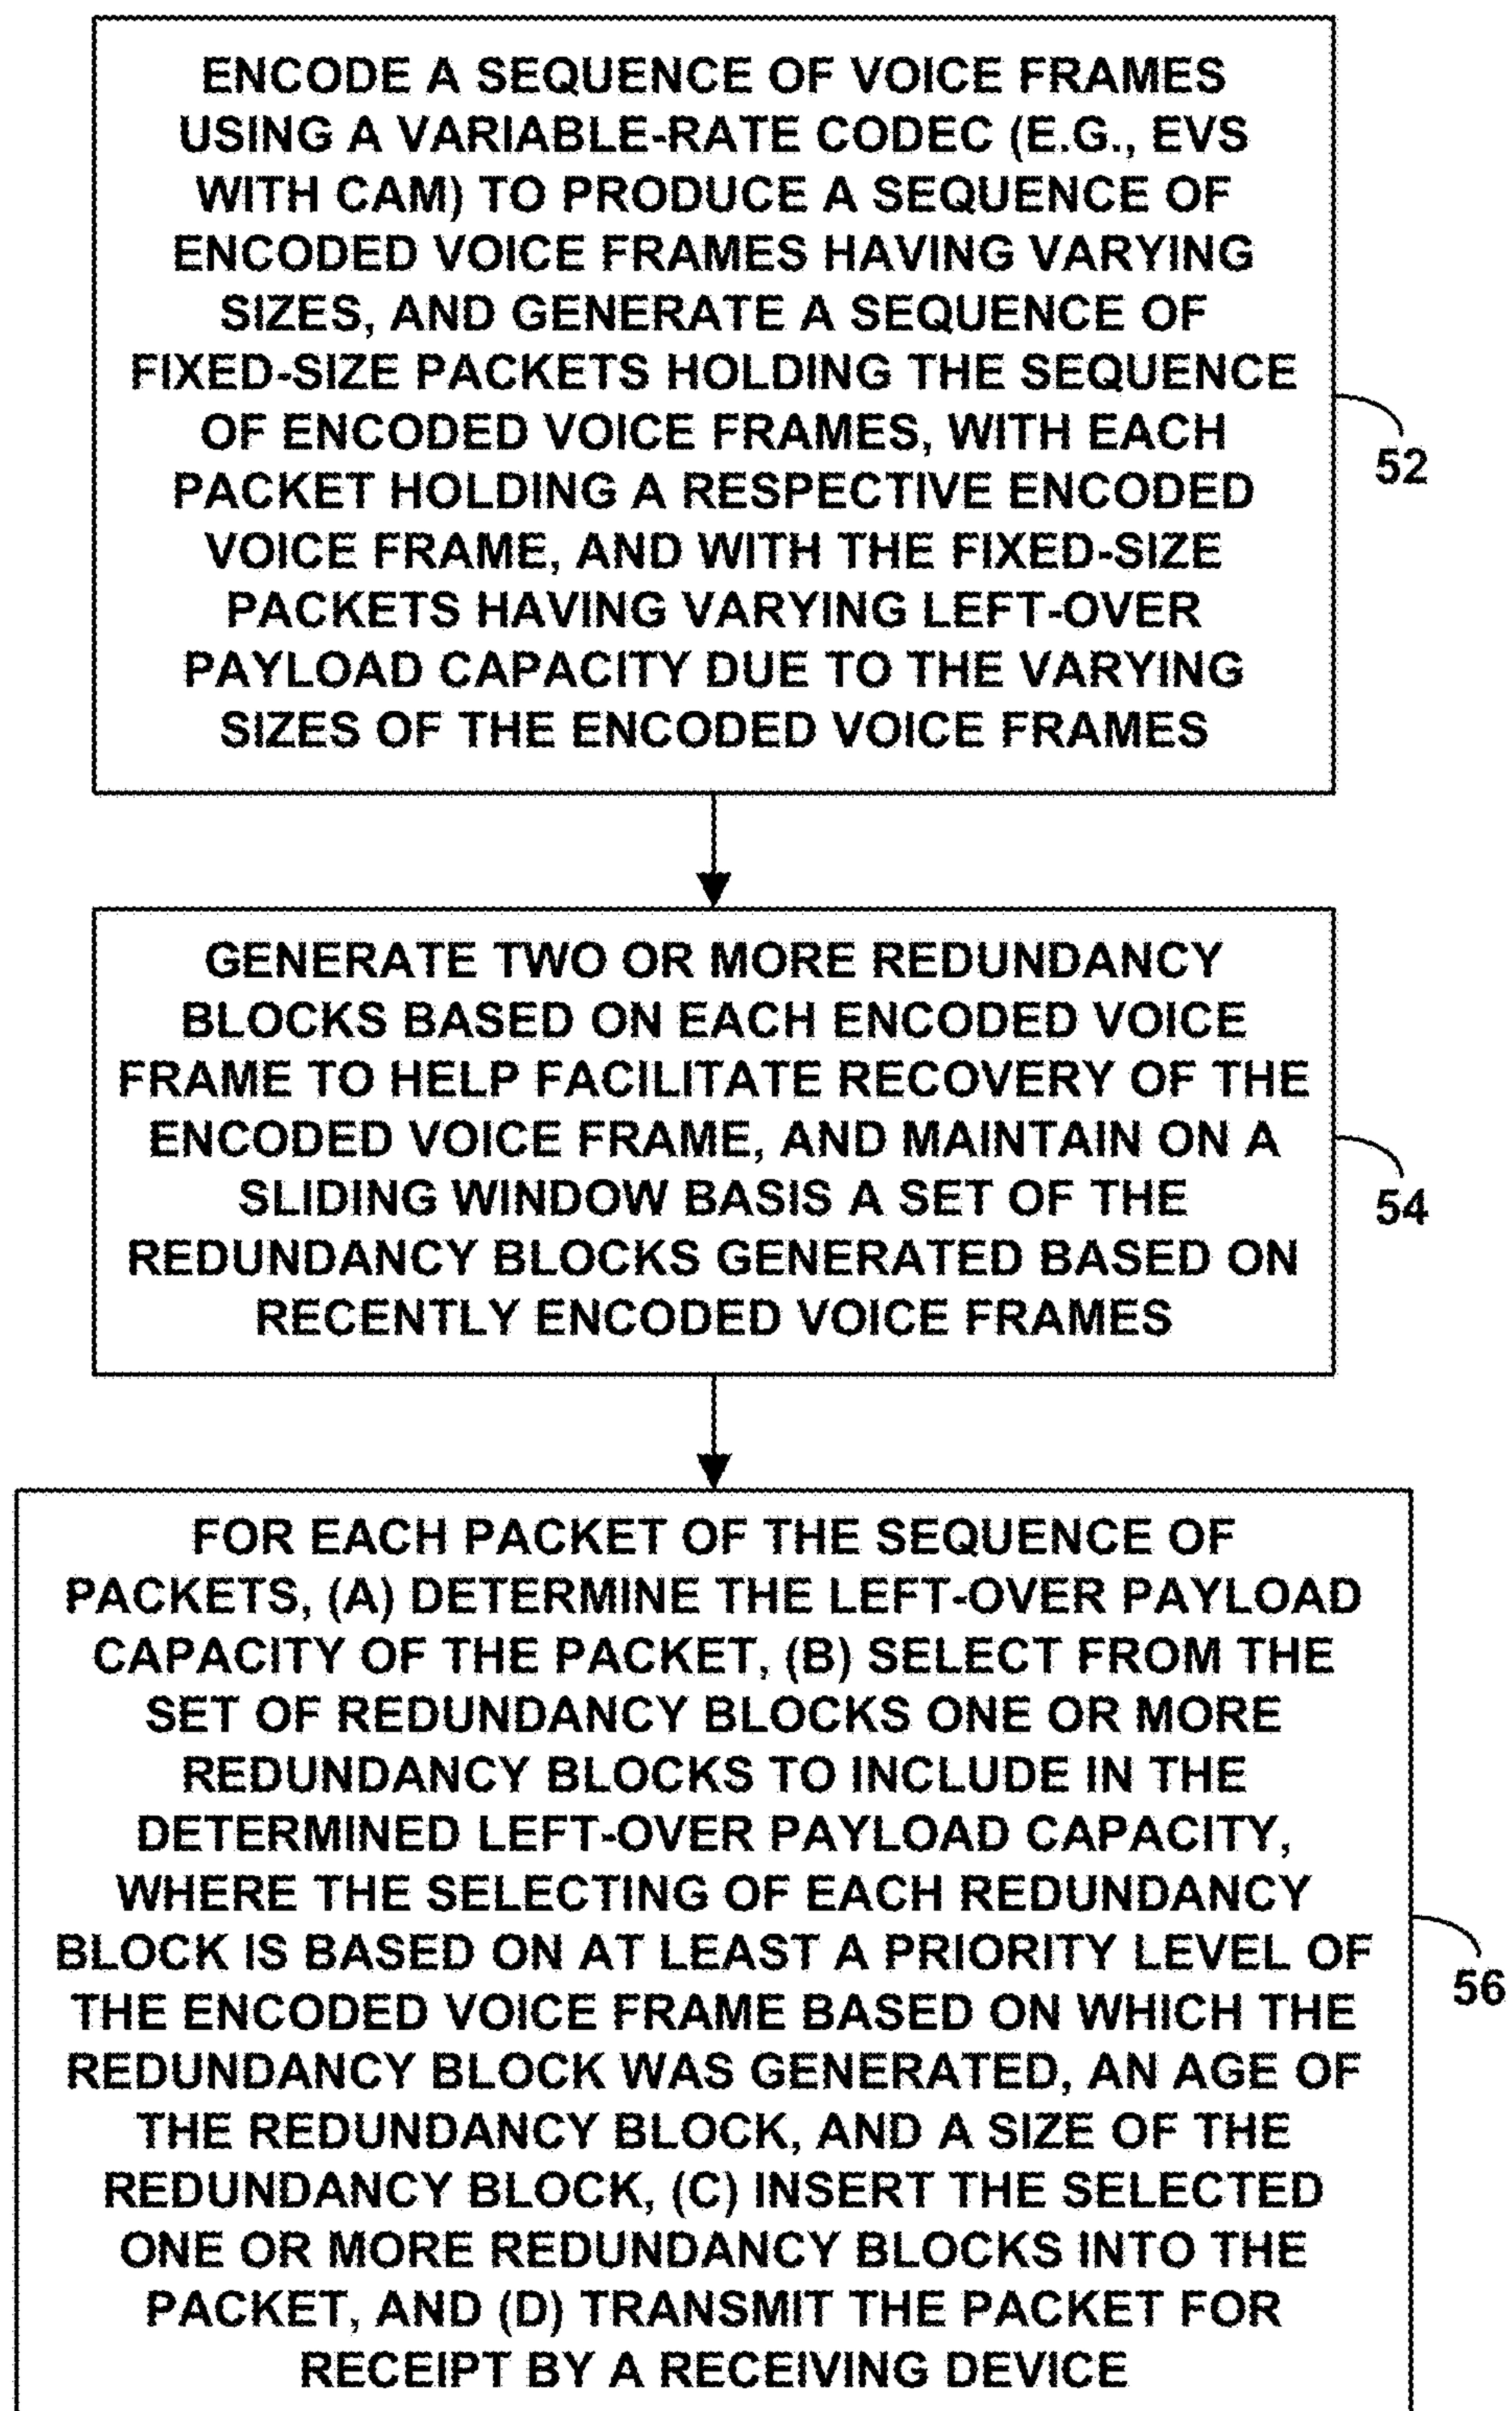 ENCODE A SEQUENCE OF VOICE FRAMES
USING A VARIABLE-RATE CODEC (E.G., EVS
WITH CAM) TO PRODUCE A SEQUENCE OF
ENCODED VOICE FRAMES HAVING VARYING
SIZES, AND GENERATE A SEQUENCE OF
FIXED-SIZE PACKETS HOLDING THE SEQUENCE
OF ENCODED VOICE FRAMES, WITH EACH
PACKET HOLDING A RESPECTIVE ENCODED
VOICE FRAME, AND WITH THE FIXED-SIZE
PACKETS HAVING VARYING LEFT-OVER
PAYLOAD CAPACITY DUE TO THE VARYING
SIZES OF THE ENCODED VOICE FRAMES
52
GENERATE TWO OR MORE REDUNDANCY
BLOCKS BASED ON EACH ENCODED VOICE
FRAME TO HELP FACILITATE RECOVERY OF THE
ENCODED VOICE FRAME, AND MAINTAIN ON A
SLIDING WINDOW BASIS A SET OF THE
REDUNDANCY BLOCKS GENERATED BASED ON
RECENTLY ENCODED VOICE FRAMES
54
FOR EACH PACKET OF THE SEQUENCE OF
PACKETS, (A) DETERMINE THE LEFT-OVER PAYLOAD
CAPACITY OF THE PACKET, (B) SELECT FROM THE
SET OF REDUNDANCY BLOCKS ONE OR MORE
REDUNDANCY BLOCKS TO INCLUDE IN THE
DETERMINED LEFT-OVER PAYLOAD CAPACITY,
WHERE THE SELECTING OF EACH REDUNDANCY
BLOCK IS BASED ON AT LEAST A PRIORITY LEVEL OF
THE ENCODED VOICE FRAME BASED ON WHICH THE
REDUNDANCY BLOCK WAS GENERATED, AN AGE OF
THE REDUNDANCY BLOCK, AND A SIZE OF THE
REDUNDANCY BLOCK, (C) INSERT THE SELECTED
ONE OR MORE REDUNDANCY BLOCKS INTO THE
PACKET, AND (D) TRANSMIT THE PACKET FOR
RECEIPT BY A RECEIVING DEVICE
56